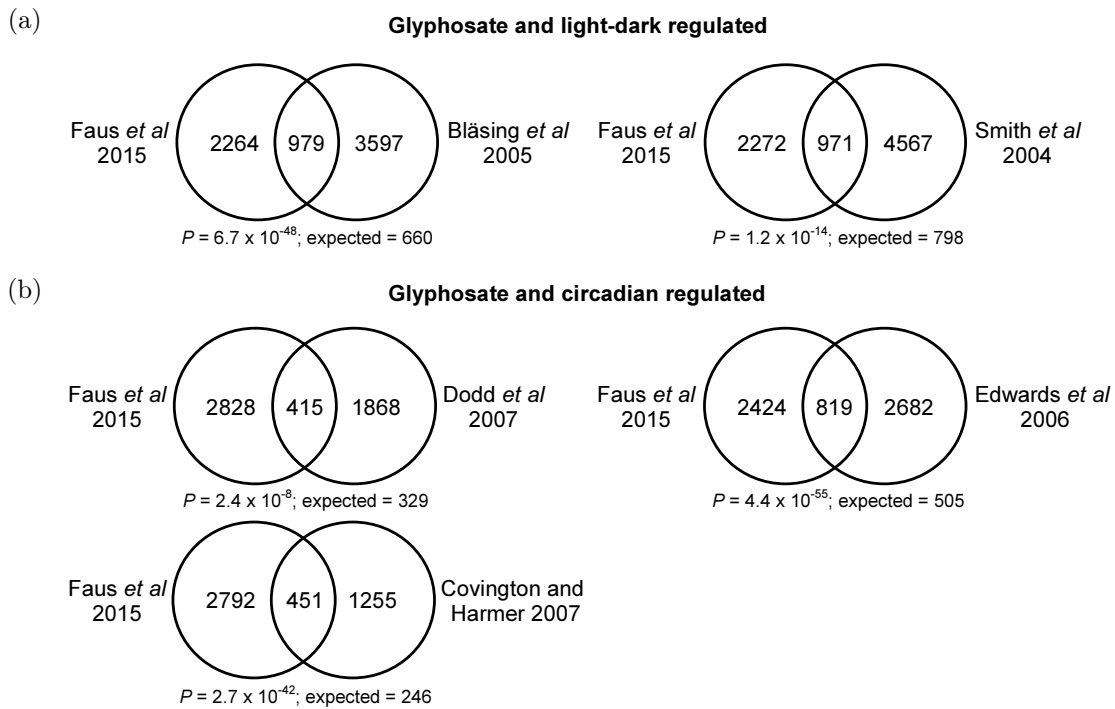 (a)
Glyphosate and light-dark regulated
Faus et al
2015
2264
979
3597
Bläsing et al
2005
P = 6.7 x 10⁻⁴⁸; expected = 660
Faus et al
2015
2272
971
4567
Smith et al
2004
P = 1.2 x 10⁻¹⁴; expected = 798
(b)
Glyphosate and circadian regulated
Faus et al
2015
2828
415
1868
Dodd et al
2007
P = 2.4 x 10⁻⁸; expected = 329
Faus et al
2015
2424
819
2682
Edwards et al
2006
P = 4.4 x 10⁻⁵⁵; expected = 505
Faus et al
2015
2792
451
1255
Covington and
Harmer 2007
P = 2.7 x 10⁻⁴²; expected = 246